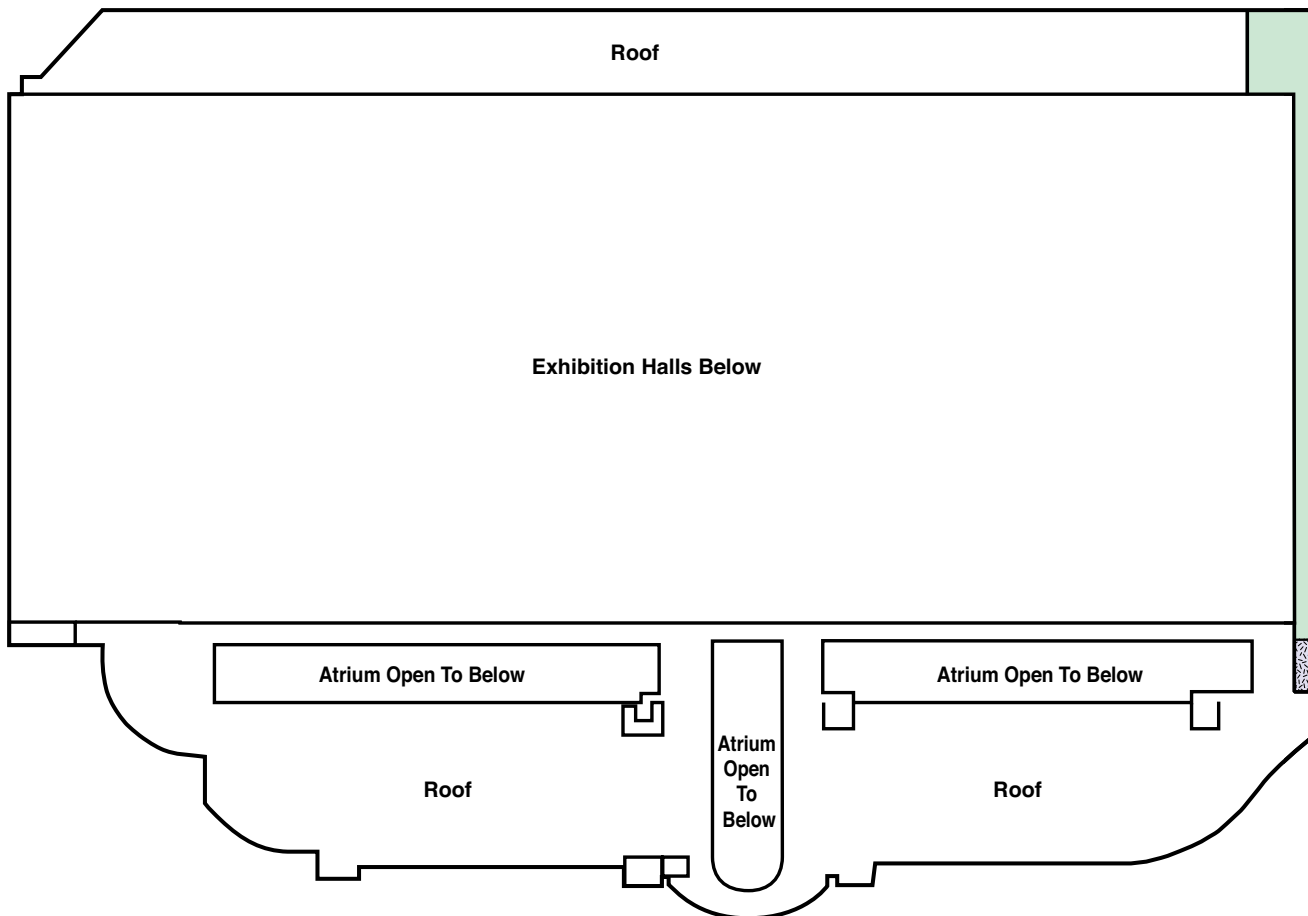 Roof
Exhibition Halls Below
Atrium Open To Below
Atrium Open To Below
Atrium
Open
To
Below
Roof
Roof